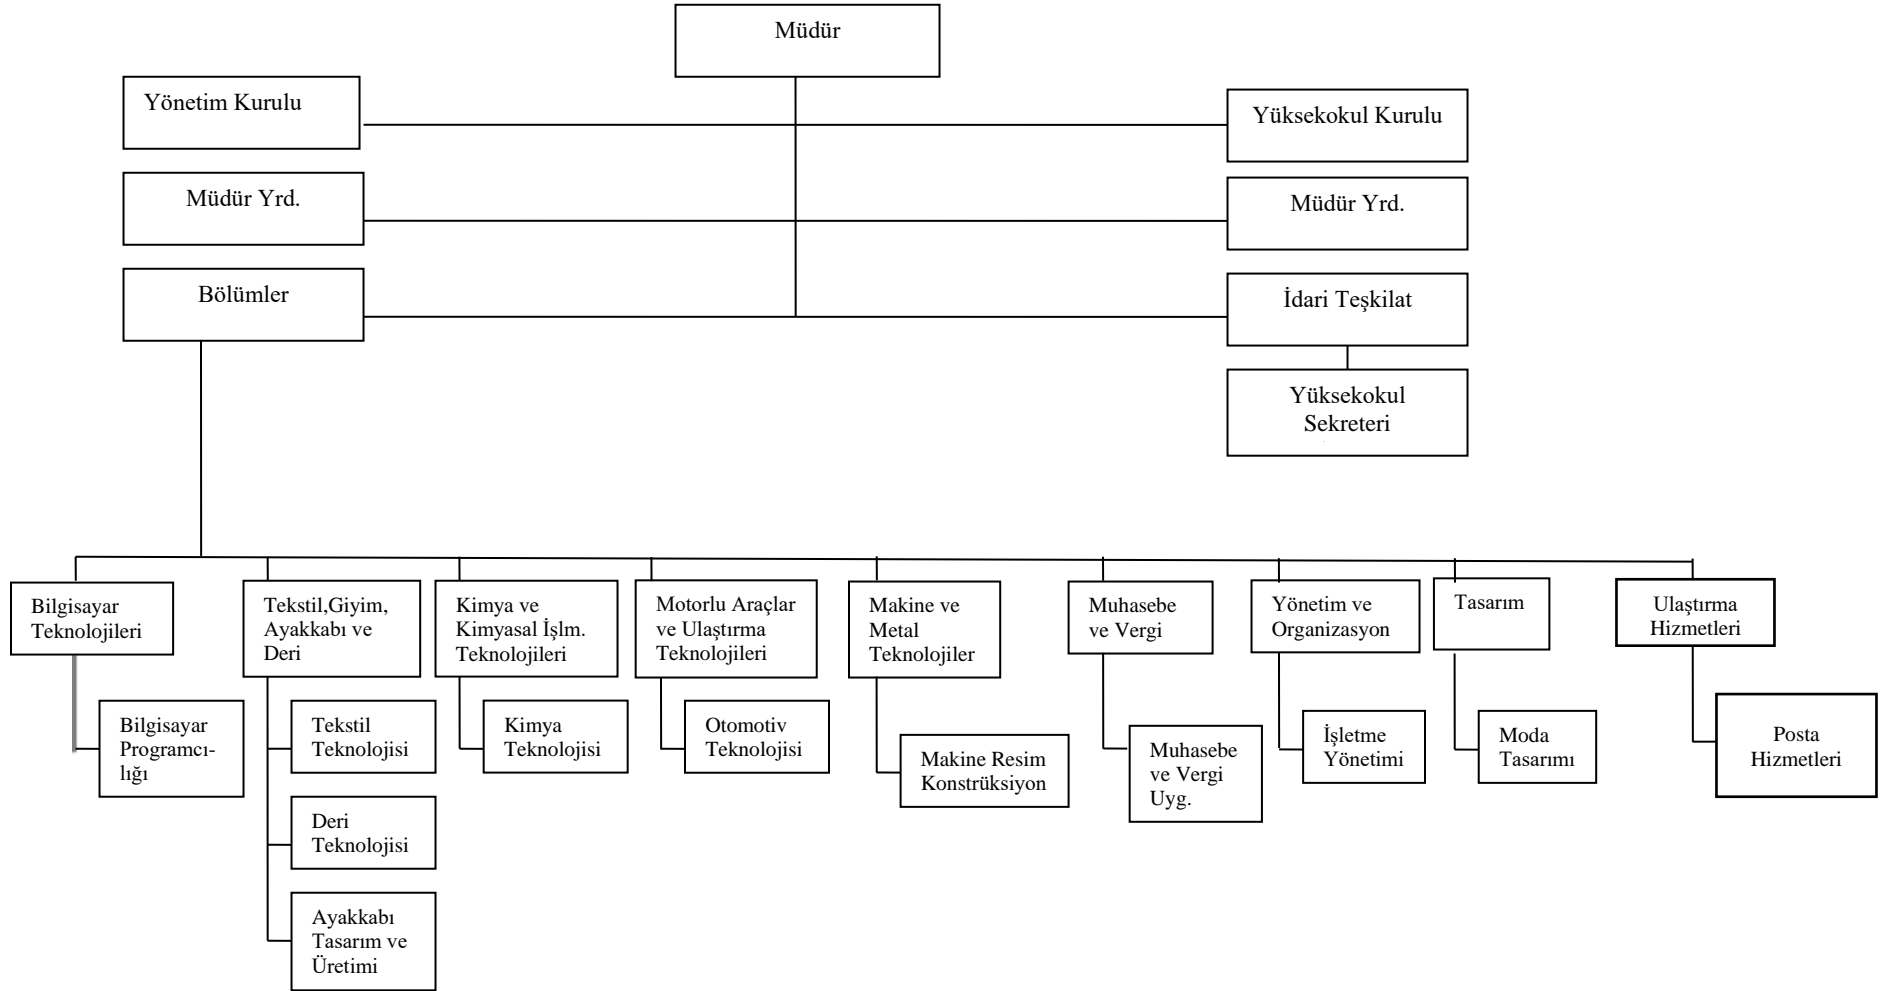 Müdür
Yönetim Kurulu
Yüksekokul Kurulu
Müdür Yrd.
Müdür Yrd.
Bölümler
İdari Teşkilat
Yüksekokul
Sekreteri
Bilgisayar
Teknolojileri
Tekstil,Giyim,
Ayakkabı ve
Deri
Kimya ve
Kimyasal İşlm.
Teknolojileri
Motorlu Araçlar
ve Ulaştırma
Teknolojileri
Makine ve
Metal
Teknolojiler
Muhasebe
ve Vergi
Yönetim ve
Organizasyon
Tasarım
Ulaştırma
Hizmetleri
Bilgisayar
Programcı-
lığı
Tekstil
Teknolojisi
Kimya
Teknolojisi
Otomotiv
Teknolojisi
Makine Resim
Konstrüksiyon
Muhasebe
ve Vergi
Uyg.
İşletme
Yönetimi
Moda
Tasarımı
Posta
Hizmetleri
Deri
Teknolojisi
Ayakkabı
Tasarım ve
Üretimi